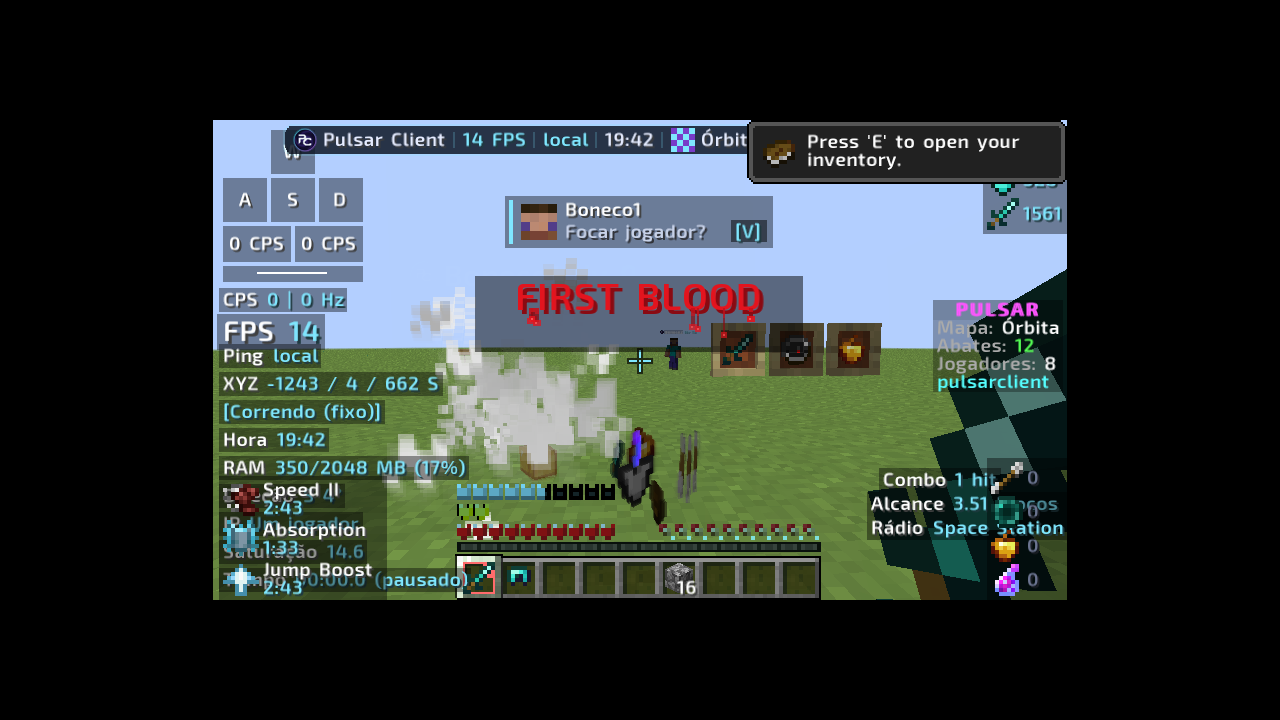 Pulsar Client | 14 FPS | local | 19:42 | Órbit
Press 'E' to open your
inventory.
W
A S D
0 CPS 0 CPS
1561
Boneco1
Focar jogador? [V]
FIRST BLOOD
CPS 0 | 0 Hz
FPS 14
Ping local
XYZ -1243 / 4 / 662 S
[Correndo (fixo)]
Hora 19:42
RAM 350/2048 MB (17%)
Speed II
2:43
Absorption
1:33
Saturação 14.6
Jump Boost
2:43
(pausado)
PULSAR
Mapa: Órbita
Abates: 12
Jogadores: 8
pulsarclient
Combo 1 hit
Alcance 3.51
Rádio Space Station
0
0
0
0
16